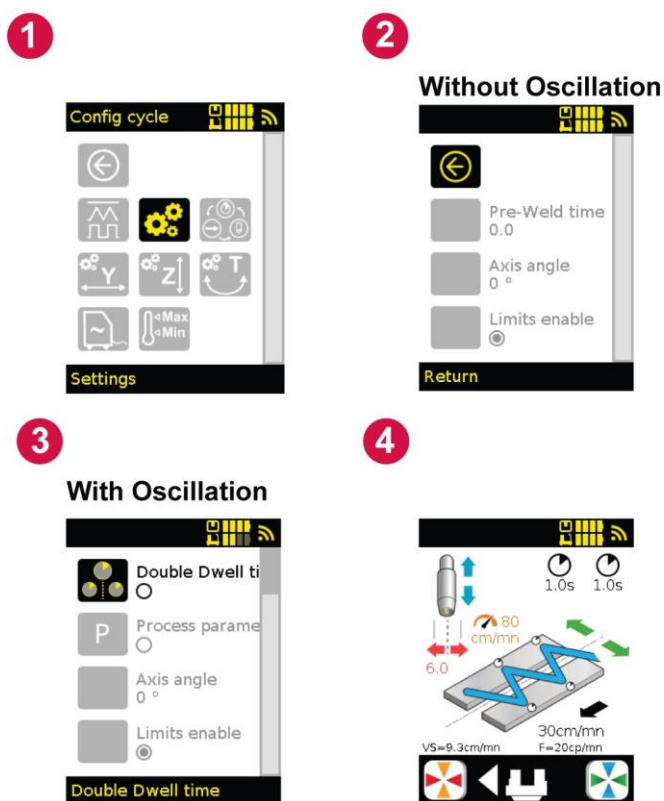 1
Config cycle
Y
Z
T
Max
Min
Settings
2
Without Oscillation
Pre-Weld time
0.0
Axis angle
0 °
Limits enable
Return
3
With Oscillation
Double Dwell ti
P
Process parame
Axis angle
0 °
Limits enable
Double Dwell time
4
1.0s 1.0s
80
cm/mn
6.0
30cm/mn
VS=9.3cm/mn F=20cp/mn